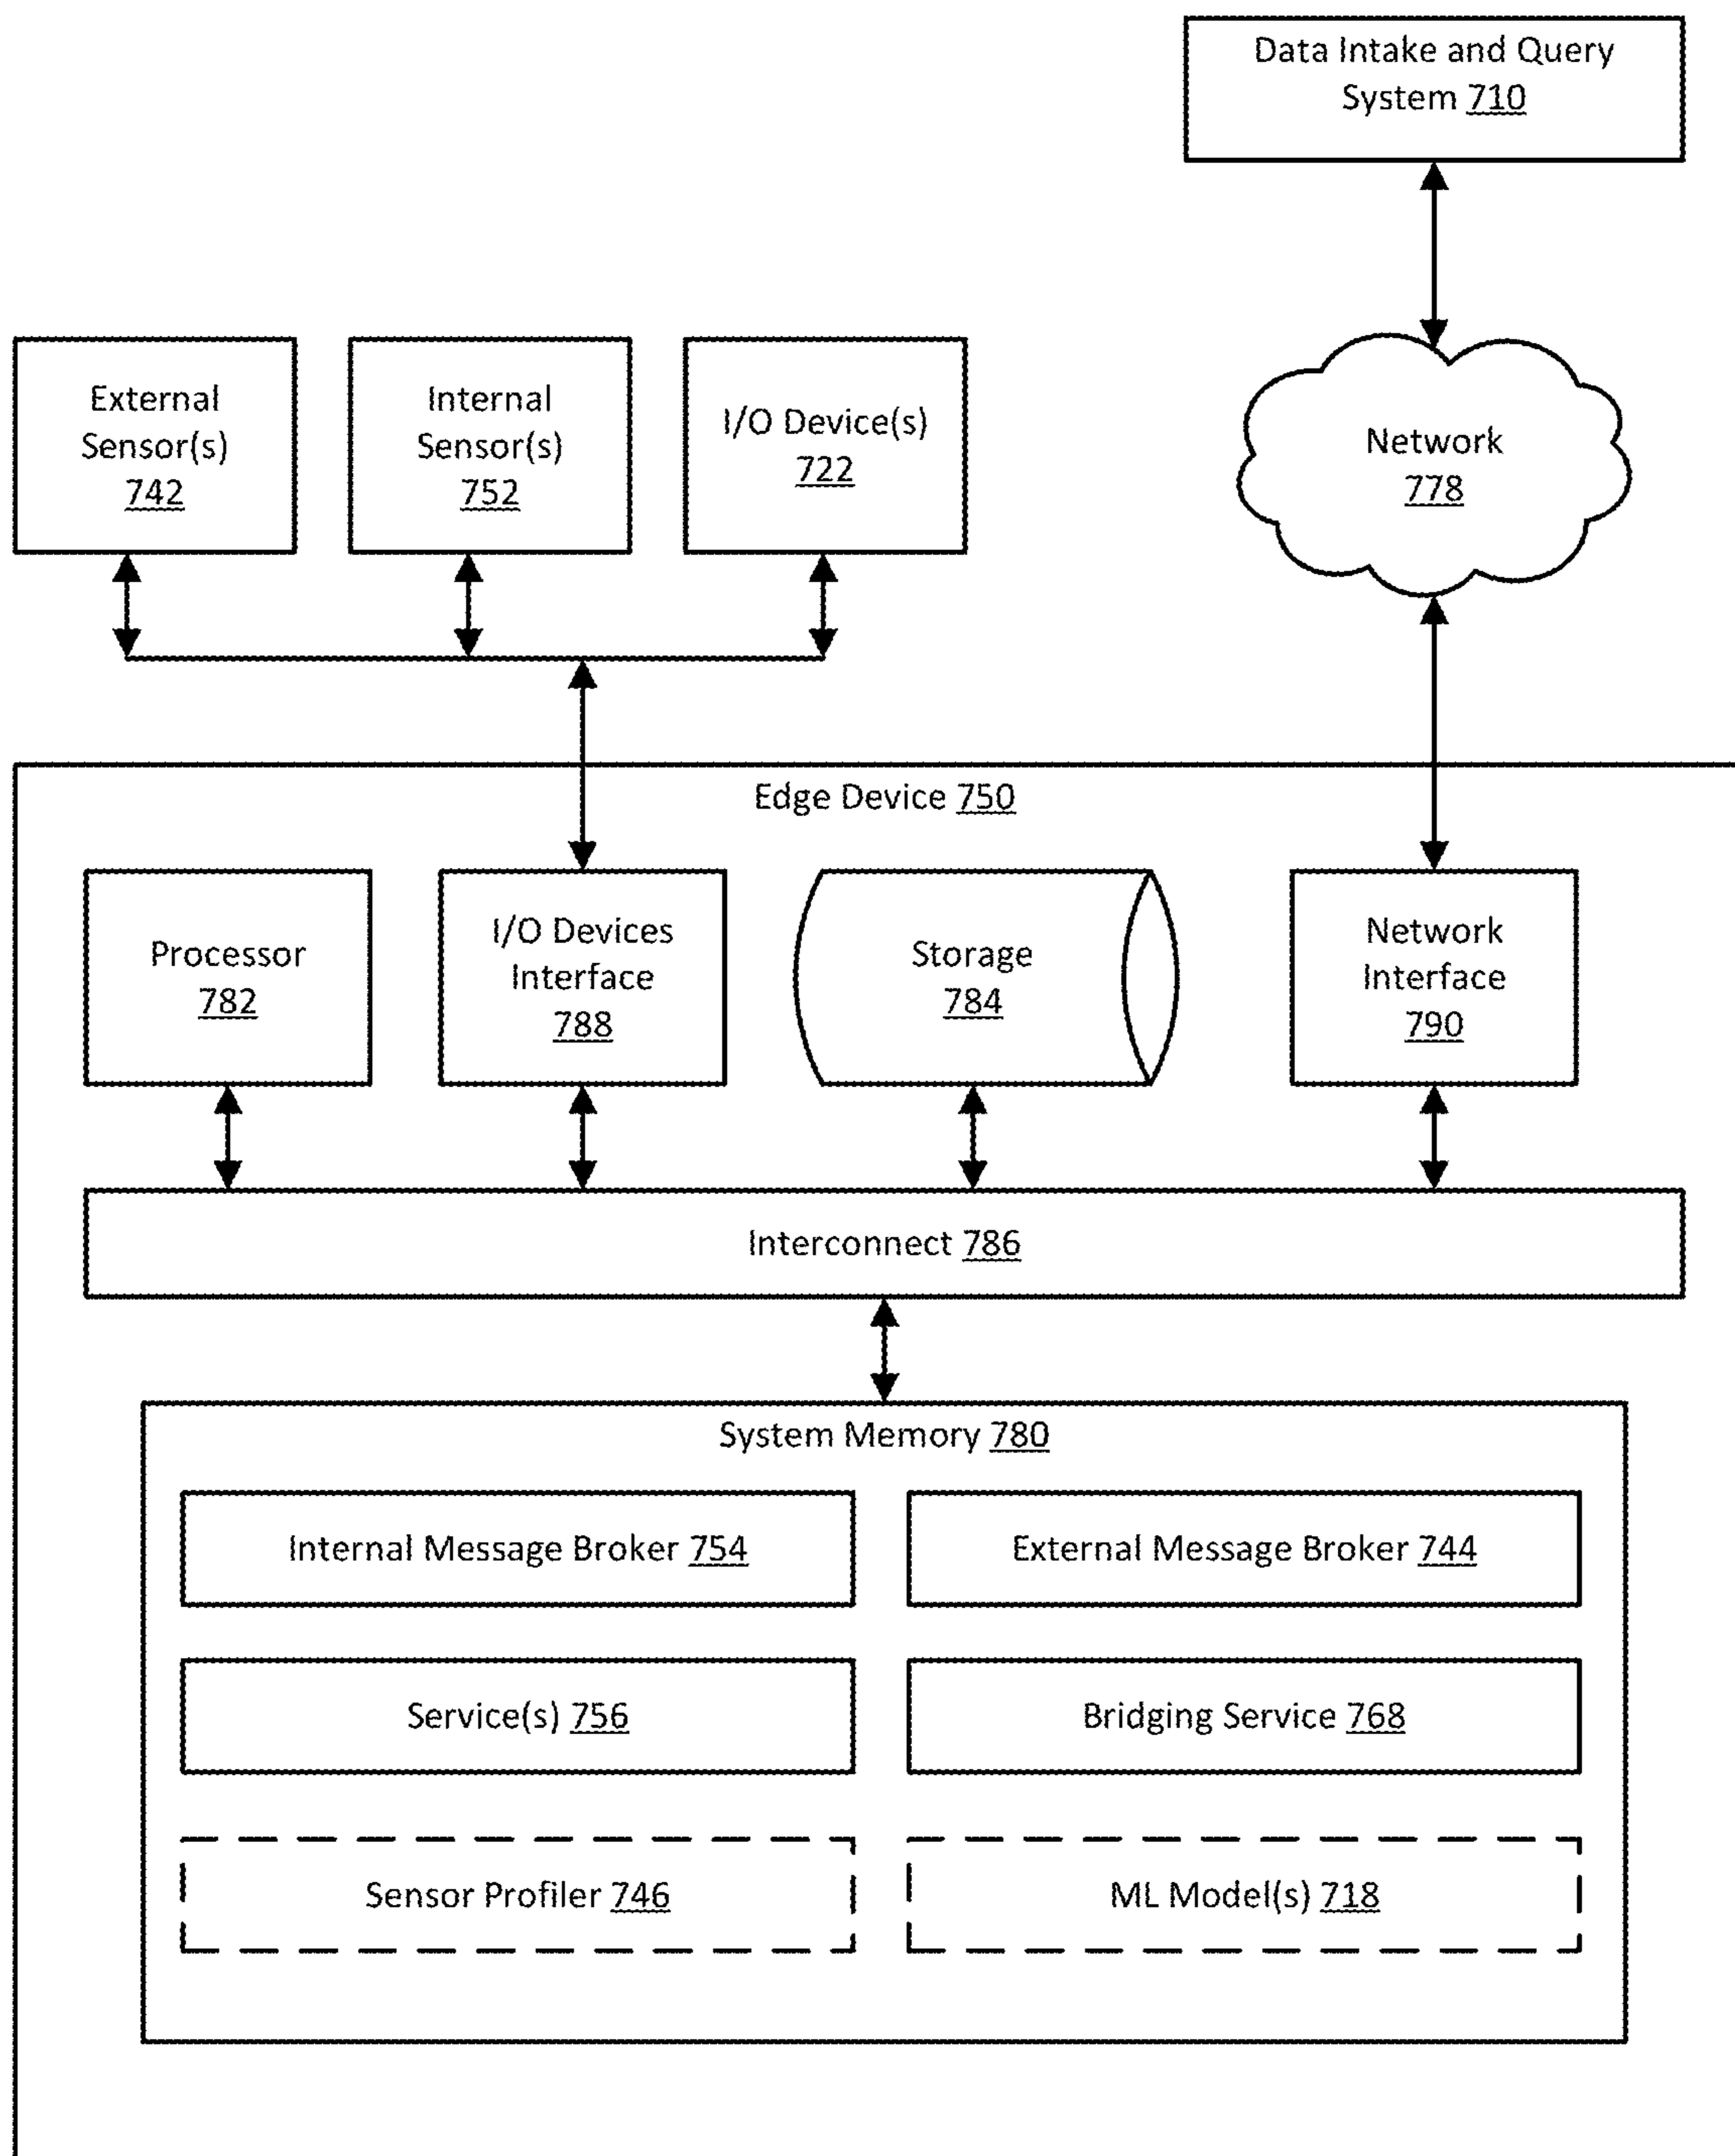 Data Intake and Query
System 710
External
Sensor(s)
742
Internal
Sensor(s)
752
I/O Device(s)
722
Network
778
Edge Device 750
Processor
782
I/O Devices
Interface
788
Storage
784
Network
Interface
790
Interconnect 786
System Memory 780
Internal Message Broker 754
External Message Broker 744
Service(s) 756
Bridging Service 768
Sensor Profiler 746
ML Model(s) 718